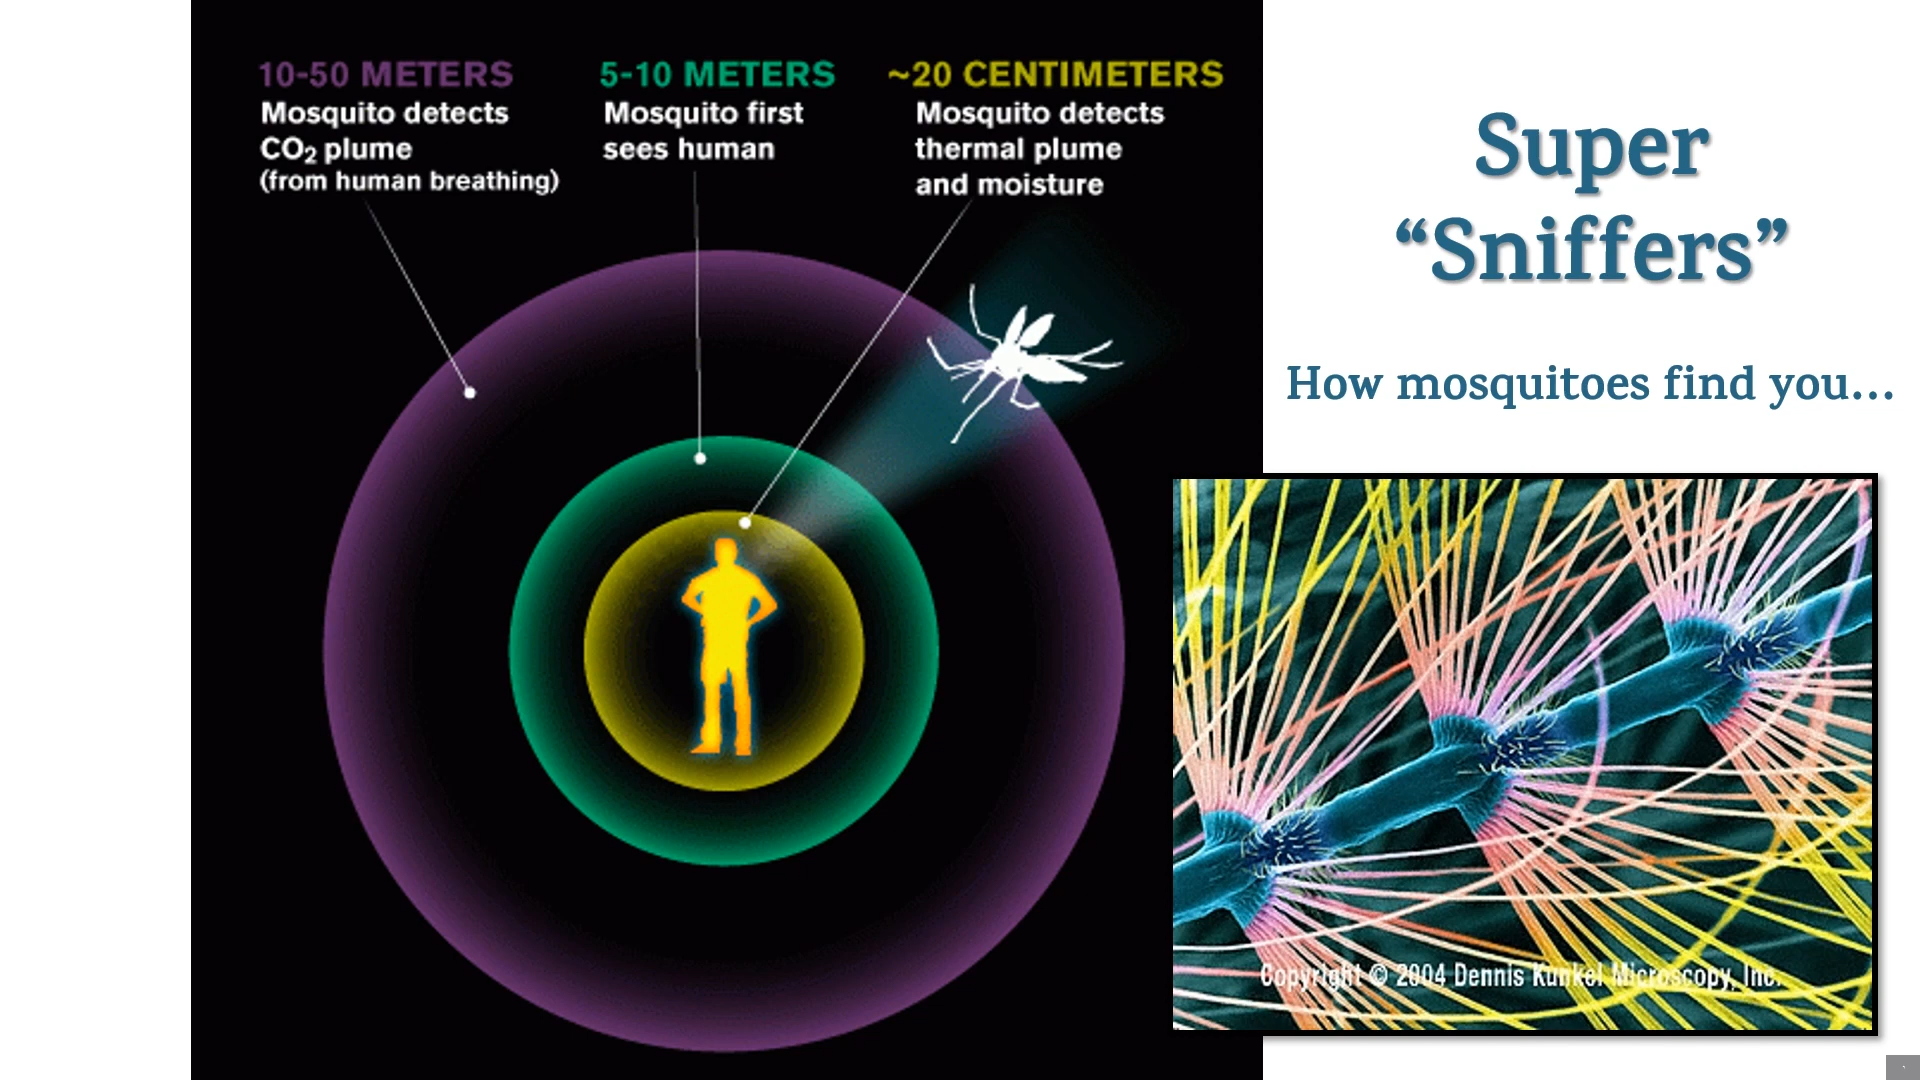 10-50 METERS
Mosquito detects
CO₂ plume
(from human breathing)
5-10 METERS
Mosquito first
sees human
~20 CENTIMETERS
Mosquito detects
thermal plume
and moisture
Super
“Sniffers”
How mosquitoes find you...
Copyright © 2004 Dennis Kunkel Microscopy, Inc.